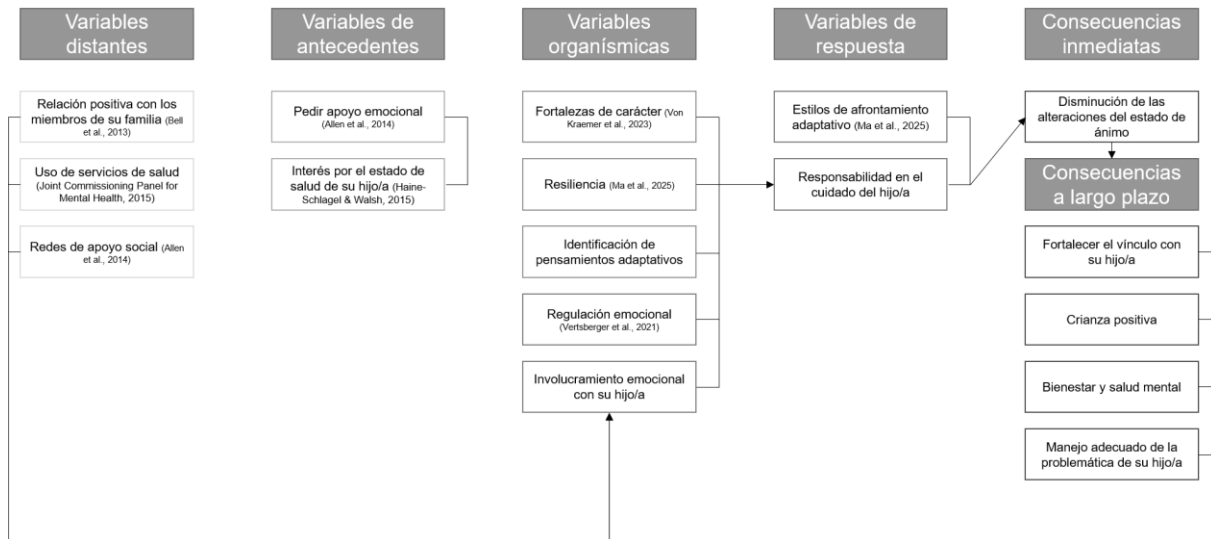 Variables
distantes
Relación positiva con los
miembros de su familia (Bell
et al., 2013)
Uso de servicios de salud
(Joint Commissioning Panel for
Mental Health, 2015)
Redes de apoyo social (Allen
et al., 2014)
Variables de
antecedentes
Pedir apoyo emocional
(Allen et al., 2014)
Interés por el estado de
salud de su hijo/a (Haine-
Schlagel & Walsh, 2015)
Variables
organísmicas
Fortalezas de carácter (Von
Kraemer et al., 2023)
Resiliencia (Ma et al., 2025)
Identificación de
pensamientos adaptativos
Regulación emocional
(Vertsberger et al., 2021)
Involucramiento emocional
con su hijo/a
Variables de
respuesta
Estilos de afrontamiento
adaptativo (Ma et al., 2025)
Responsabilidad en el
cuidado del hijo/a
Consecuencias
inmediatas
Disminución de las
alteraciones del estado de
ánimo
Consecuencias
a largo plazo
Fortalecer el vínculo con
su hijo/a
Crianza positiva
Bienestar y salud mental
Manejo adecuado de la
problemática de su hijo/a